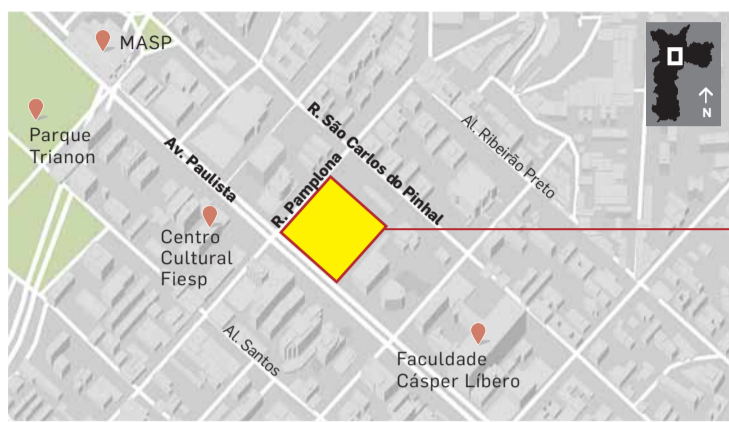 MASP
Parque
Trianon
Av. Paulista
R. Pamplona
R. São Carlos do Pinhal
Al. Ribeirão Preto
N
Centro
Cultural
Fiesp
Al. Santos
Faculdade
Cásper Líbero